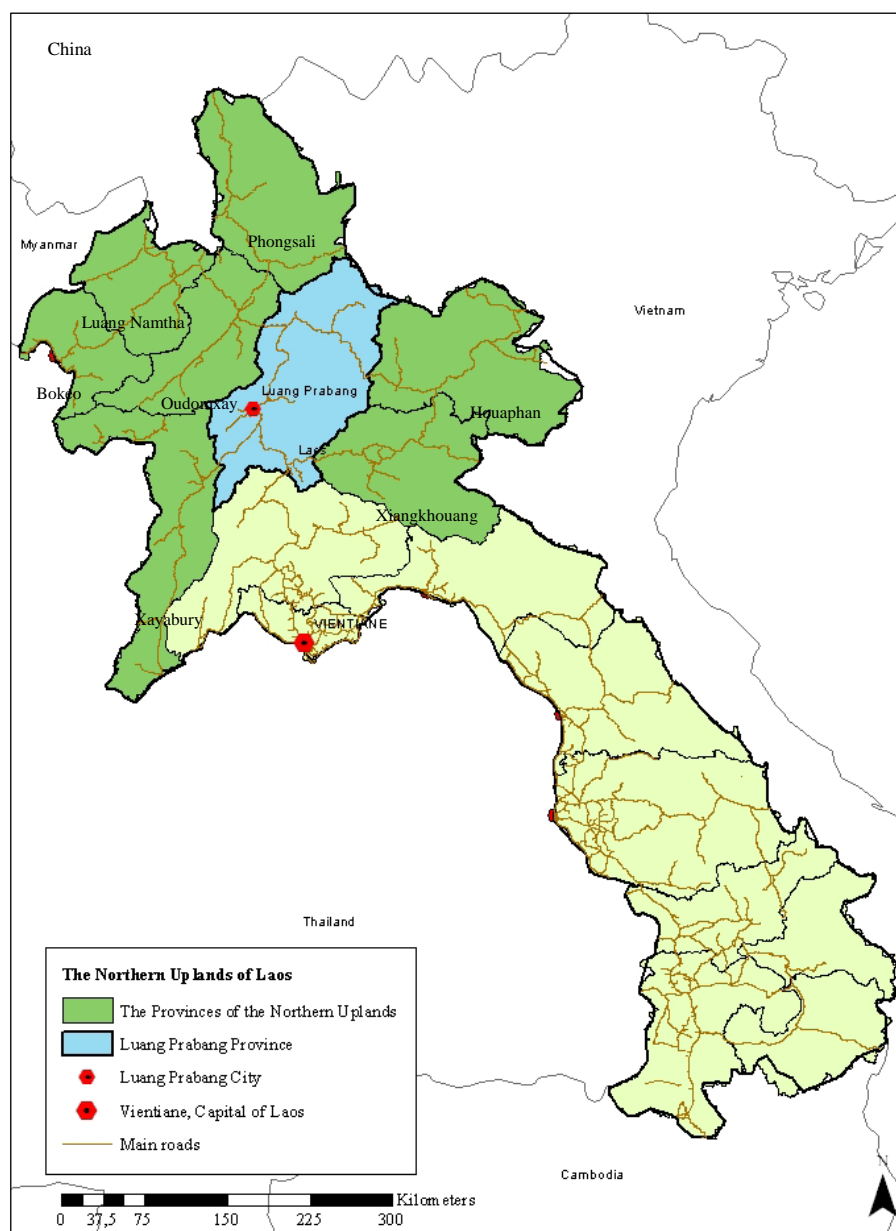 China
Phongsali
Myanmar
Vietnam
Luang Namtha
Bokeo
Luang Prabang
Oudomxay
Houaphan
Laos
Xiangkhouang
Xayabury
VIENTIANE
Thailand
The Northern Uplands of Laos
The Provinces of the Northern Uplands
Luang Prabang Province
Luang Prabang City
Vientiane, Capital of Laos
Main roads
Cambodia
N
Kilometers
0 37,5 75 150 225 300